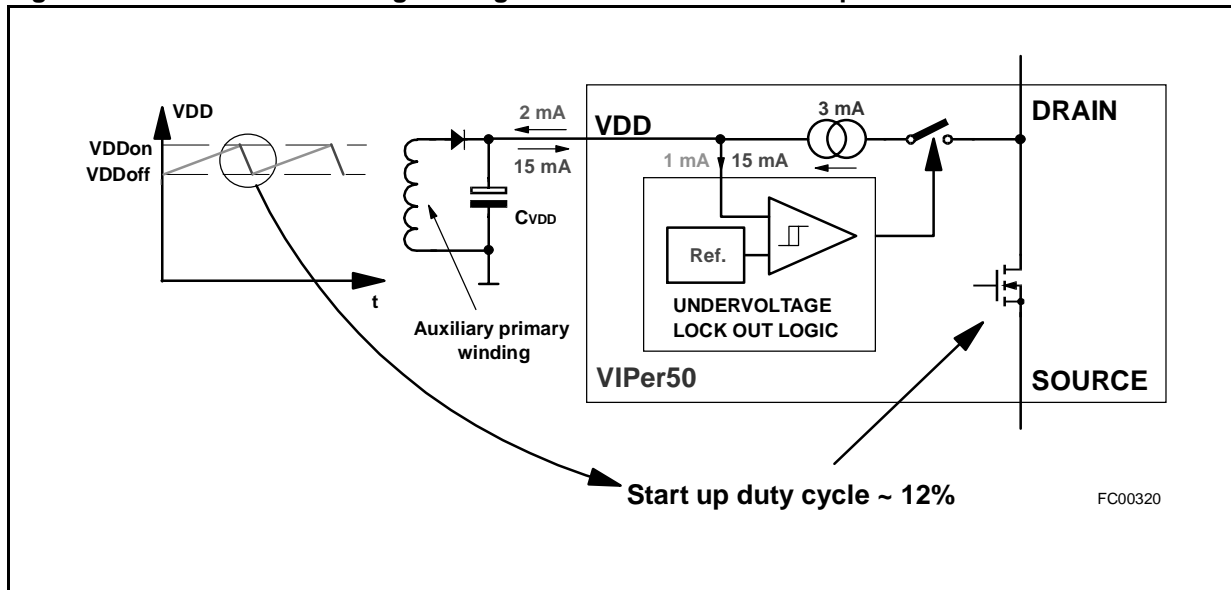 VDD
VDDon
VDDoff
t
2 mA
15 mA
CVDD
Auxiliary primary
winding
VDD
3 mA
DRAIN
1 mA 15 mA
Ref.
UNDERVOLTAGE
LOCK OUT LOGIC
VIPer50
SOURCE
Start up duty cycle ~ 12%
FC00320